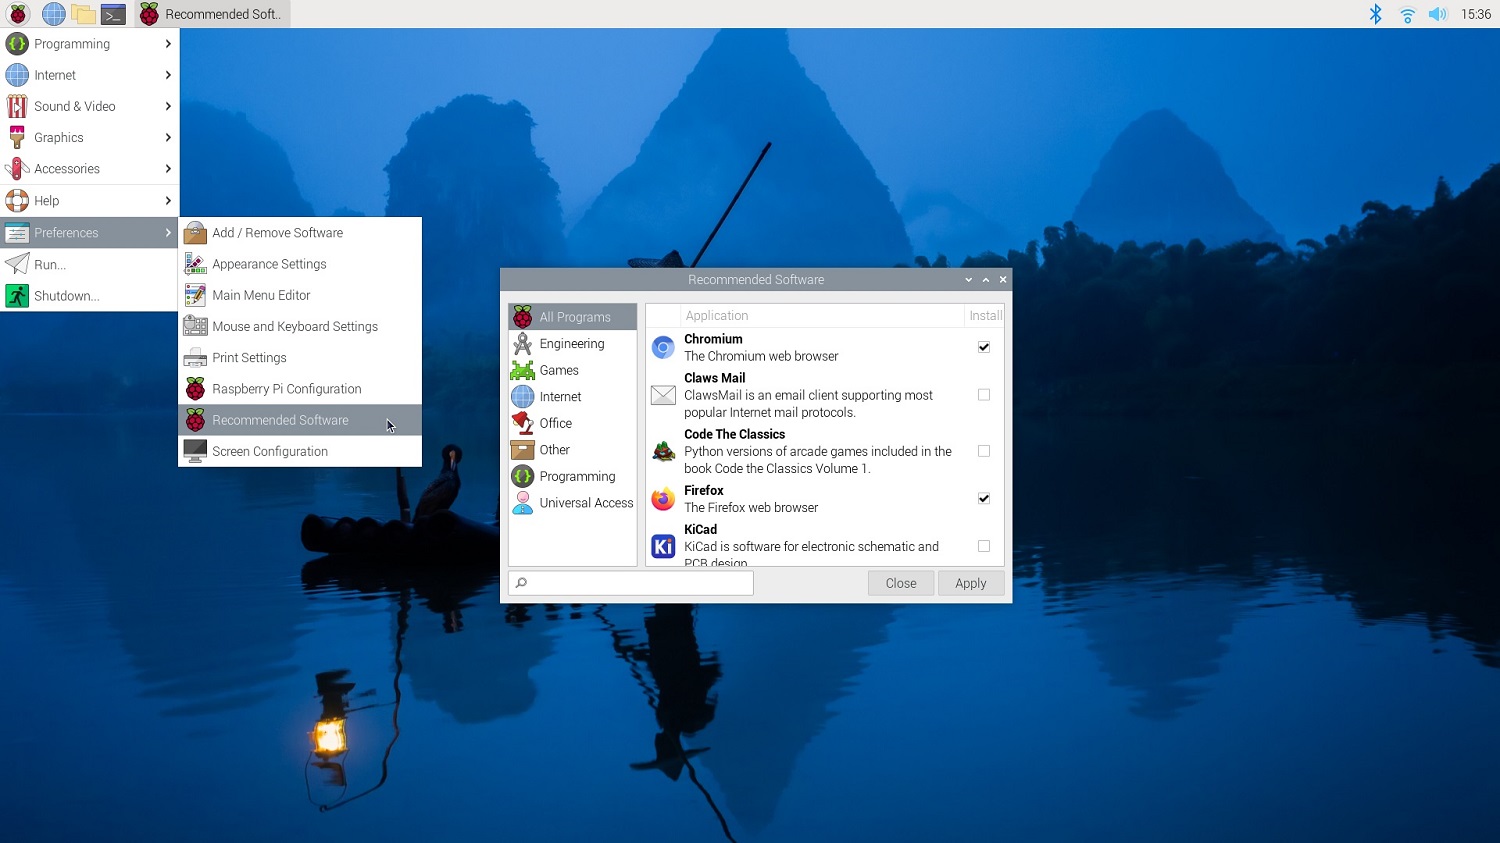 Recommended Soft..
15:36
Programming
Internet
Sound & Video
Graphics
Accessories
Help
Preferences
Run...
Shutdown...
Add / Remove Software
Appearance Settings
Main Menu Editor
Mouse and Keyboard Settings
Print Settings
Raspberry Pi Configuration
Recommended Software
Screen Configuration
Recommended Software
All Programs
Engineering
Games
Internet
Office
Other
Programming
Universal Access
Application Install
Chromium
The Chromium web browser
Claws Mail
ClawsMail is an email client supporting most
popular Internet mail protocols.
Code The Classics
Python versions of arcade games included in the
book Code the Classics Volume 1.
Firefox
The Firefox web browser
Ki
KiCad
KiCad is software for electronic schematic and
PCB design
Close
Apply